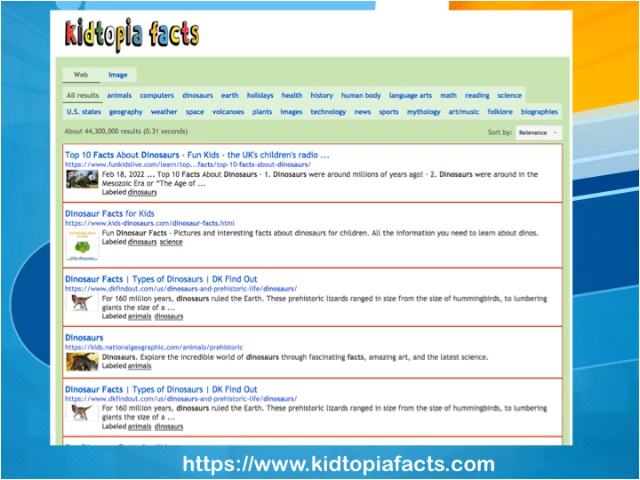 kidtopia facts
Web Image
All results animals computers dinosaurs earth holidays health history human body language arts math reading science
U.S. states geography weather space volcanoes plants images technology news sports mythology art/music folklore biographies
About 44,300,000 results (0.31 seconds) Sort by: Relevance
Top 10 Facts About Dinosaurs - Fun Kids - the UK's children's radio ...
https://www.funkidslive.com/learn/top...facts/top-10-facts-about-dinosaurs/
Feb 18, 2022 ... Top 10 Facts About Dinosaurs - 1. Dinosaurs were around millions of years ago! - 2. Dinosaurs were around in the
Mesozoic Era or "The Age of ...
Labeled dinosaurs
Dinosaur Facts for Kids
https://www.kids-dinosaurs.com/dinosaur-facts.html
Fun Dinosaur Facts - Pictures and interesting facts about dinosaurs for children. All the information you need to learn about dinos.
Labeled dinosaurs science
Dinosaur Facts | Types of Dinosaurs | DK Find Out
https://www.dkfindout.com/us/dinosaurs-and-prehistoric-life/dinosaurs/
For 160 million years, dinosaurs ruled the Earth. These prehistoric lizards ranged in size from the size of hummingbirds, to lumbering
giants the size of a ...
Labeled animals dinosaurs
Dinosaurs
https://kids.nationalgeographic.com/animals/prehistoric
Dinosaurs. Explore the incredible world of dinosaurs through fascinating facts, amazing art, and the latest science.
Labeled animals
Dinosaur Facts | Types of Dinosaurs | DK Find Out
https://www.dkfindout.com/us/dinosaurs-and-prehistoric-life/dinosaurs/
For 160 million years, dinosaurs ruled the Earth. These prehistoric lizards ranged in size from the size of hummingbirds, to lumbering
giants the size of a ...
Labeled animals dinosaurs
https://www.kidtopiafacts.com